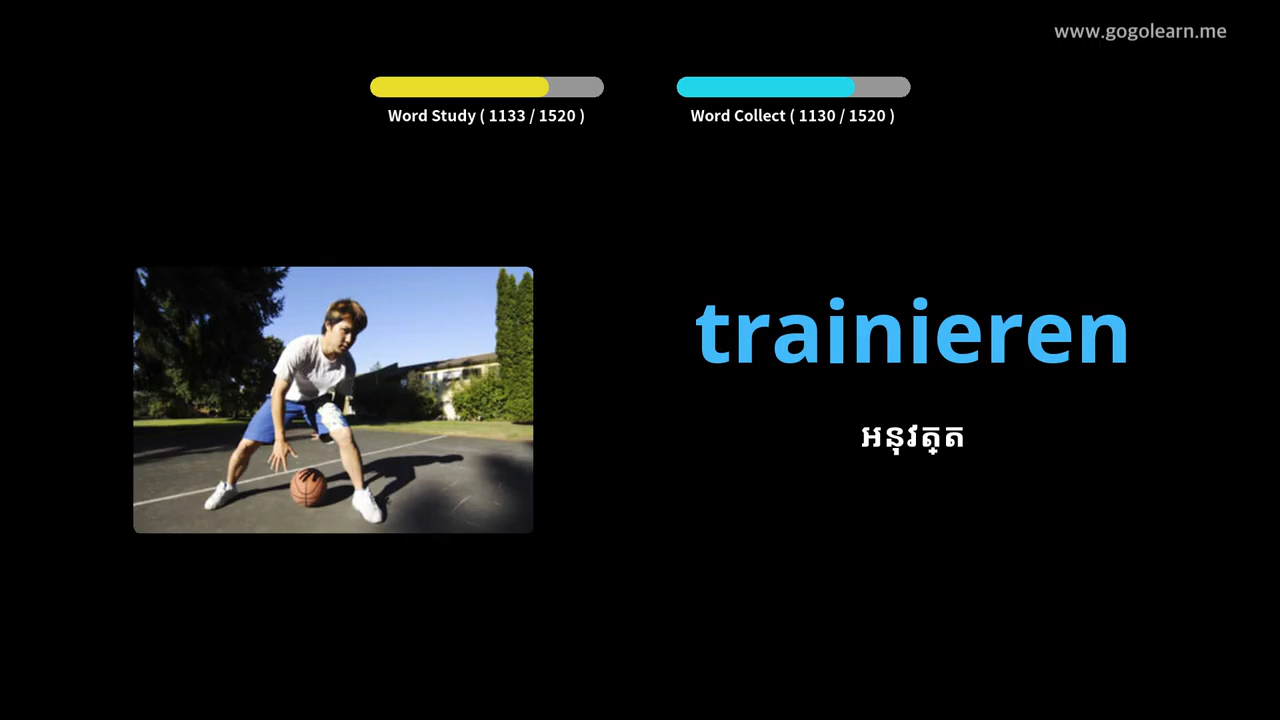 www.gogolearn.me
Word Study ( 1133 / 1520 )
Word Collect ( 1130 / 1520 )
trainieren
អនុវត្ត